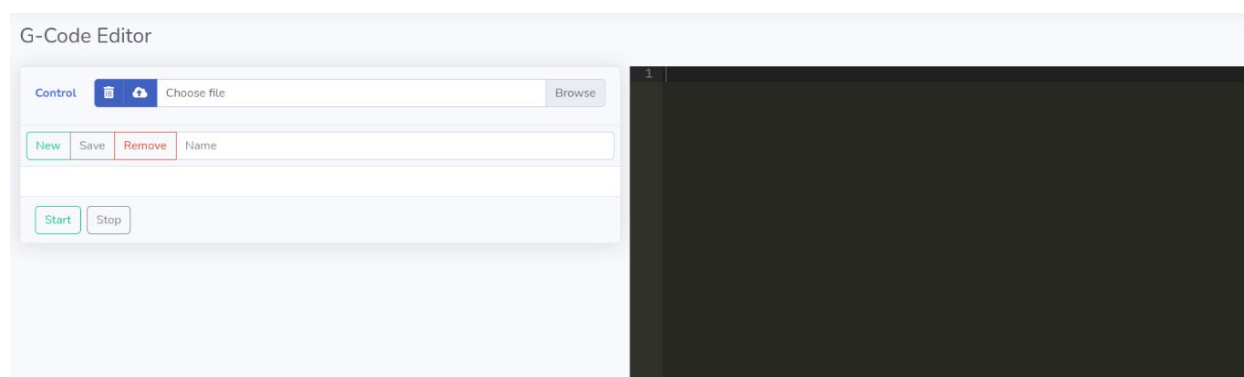 G-Code Editor
Control Choose file Browse
New Save Remove Name
Start Stop
1